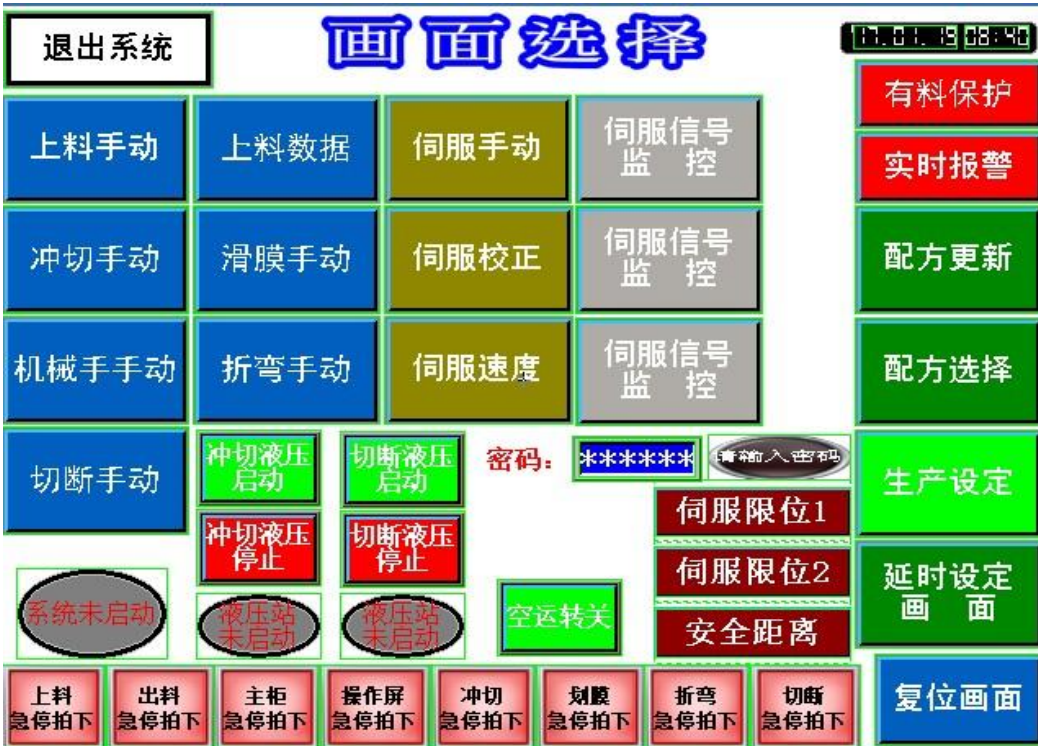 退出系统
画面选择
17.01.19 08:40
有料保护
上料手动
上料数据
伺服手动
伺服信号
监 控
实时报警
冲切手动
滑膜手动
伺服校正
伺服信号
监 控
配方更新
机械手手动
折弯手动
伺服速度
伺服信号
监 控
配方选择
切断手动
冲切液压
启动
切断液压
启动
密码:
******
请输入密码
生产设定
冲切液压
停止
切断液压
停止
伺服限位1
伺服限位2
安全距离
延时设定
画 面
系统未启动
液压站
未启动
液压站
未启动
空运转关
上料
急停拍下
出料
急停拍下
主柜
急停拍下
操作屏
急停拍下
冲切
急停拍下
划膜
急停拍下
折弯
急停拍下
切断
急停拍下
复位画面